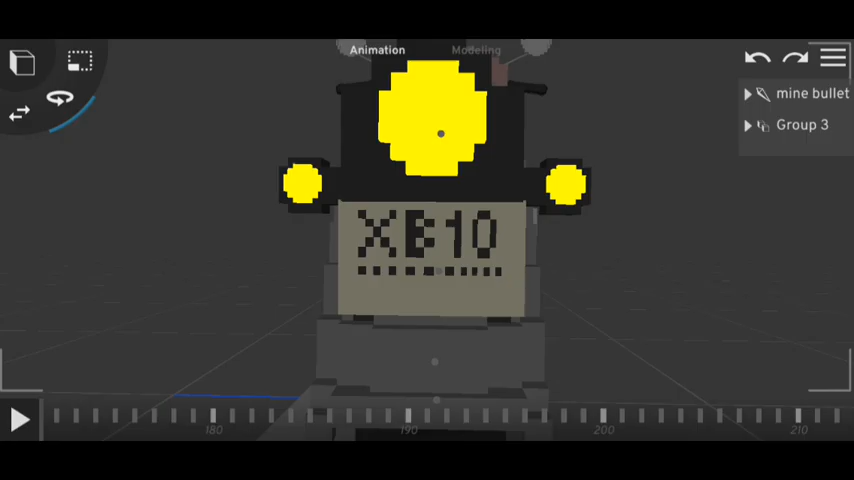 Animation Modeling
mine bullet
Group 3
XB10
180 190 200 210